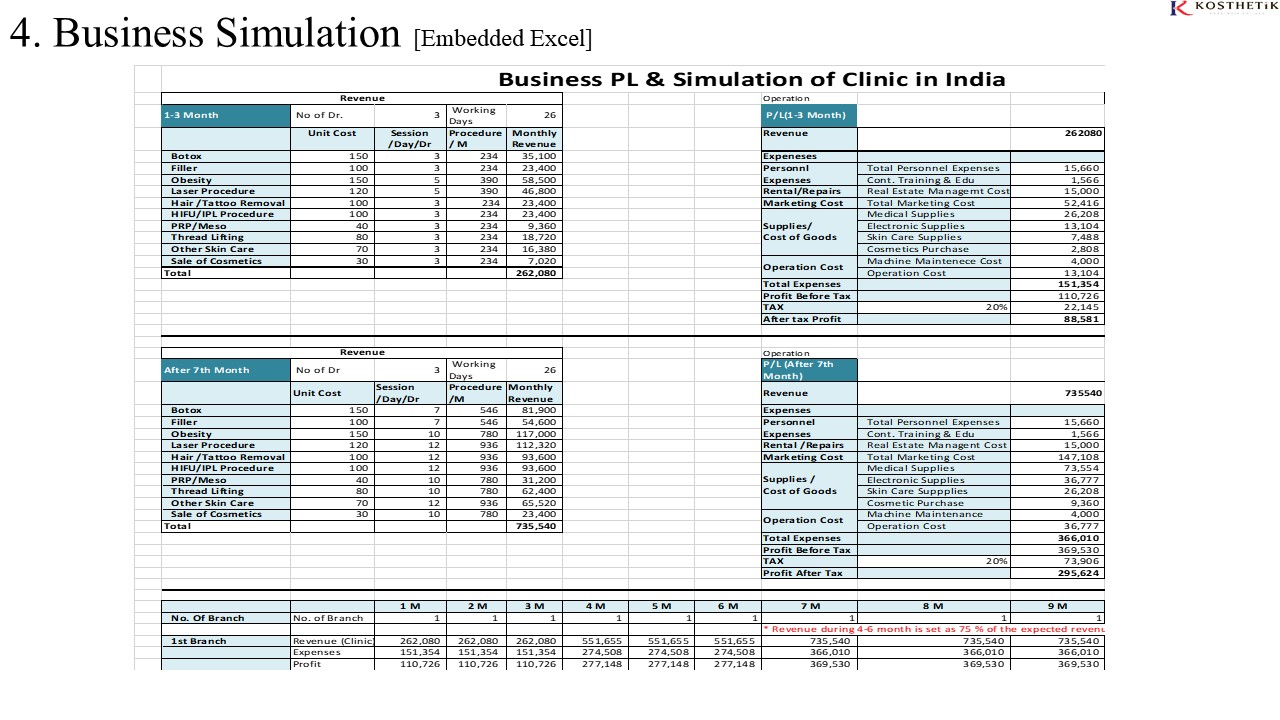 KOSTHETiK
4. Business Simulation [Embedded Excel]
Business PL & Simulation of Clinic in India
Revenue
1-3 Month No of Dr. 3 Working Days 26
Unit Cost Session /Day/Dr Procedure / M Monthly Revenue
Botox 150 3 234 35,100
Filler 100 3 234 23,400
Obesity 150 5 390 58,500
Laser Procedure 120 5 390 46,800
Hair /Tattoo Removal 100 3 234 23,400
HIFU/IPL Procedure 100 3 234 23,400
PRP/Meso 40 3 234 9,360
Thread Lifting 80 3 234 18,720
Other Skin Care 70 3 234 16,380
Sale of Cosmetics 30 3 234 7,020
Total 262,080
Operation
P/L(1-3 Month)
Revenue 262080
Expeneses
Personnl Total Personnel Expenses 15,660
Expenses Cont. Training & Edu 1,566
Rental/Repairs Real Estate Managemt Cost 15,000
Marketing Cost Total Marketing Cost 52,416
Medical Supplies 26,208
Supplies/ Electronic Supplies 13,104
Cost of Goods Skin Care Supplies 7,488
Cosmetics Purchase 2,808
Operation Cost Machine Maintenece Cost 4,000
Operation Cost 13,104
Total Expenses 151,354
Profit Before Tax 110,726
TAX 20% 22,145
After tax Profit 88,581
Revenue
After 7th Month No of Dr 3 Working Days 26
Unit Cost Session /Day/Dr Procedure /M Monthly Revenue
Botox 150 7 546 81,900
Filler 100 7 546 54,600
Obesity 150 10 780 117,000
Laser Procedure 120 12 936 112,320
Hair /Tattoo Removal 100 12 936 93,600
HIFU/IPL Procedure 100 12 936 93,600
PRP/Meso 40 10 780 31,200
Thread Lifting 80 10 780 62,400
Other Skin Care 70 12 936 65,520
Sale of Cosmetics 30 10 780 23,400
Total 735,540
Operation
P/L (After 7th Month)
Revenue 735540
Expenses
Personnel Total Personnel Expenses 15,660
Expenses Cont. Training & Edu 1,566
Rental /Repairs Real Estate Managment Cost 15,000
Marketing Cost Total Marketing Cost 147,108
Medical Supplies 73,554
Supplies / Electronic Supplies 36,777
Cost of Goods Skin Care Suppplies 26,208
Cosmetic Purchase 9,360
Operation Cost Machine Maintenance 4,000
Operation Cost 36,777
Total Expenses 366,010
Profit Before Tax 369,530
TAX 20% 73,906
Profit After Tax 295,624
1 M 2 M 3 M 4 M 5 M 6 M 7 M 8 M 9 M
No. Of Branch No. of Branch 1 1 1 1 1 1 1 1 1
* Revenue during 4-6 month is set as 75 % of the expected revenu
1st Branch Revenue (Clinic) 262,080 262,080 262,080 551,655 551,655 551,655 735,540 735,540 735,540
Expenses 151,354 151,354 151,354 274,508 274,508 274,508 366,010 366,010 366,010
Profit 110,726 110,726 110,726 277,148 277,148 277,148 369,530 369,530 369,530